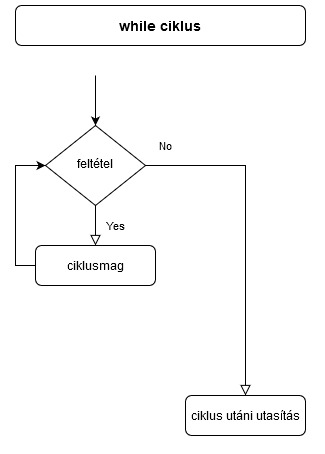 while ciklus
feltétel
No
Yes
ciklusmag
ciklus utáni utasítás